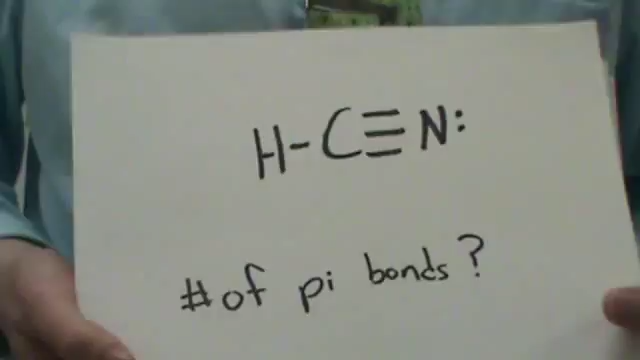 H-C≡N:
# of pi bonds?